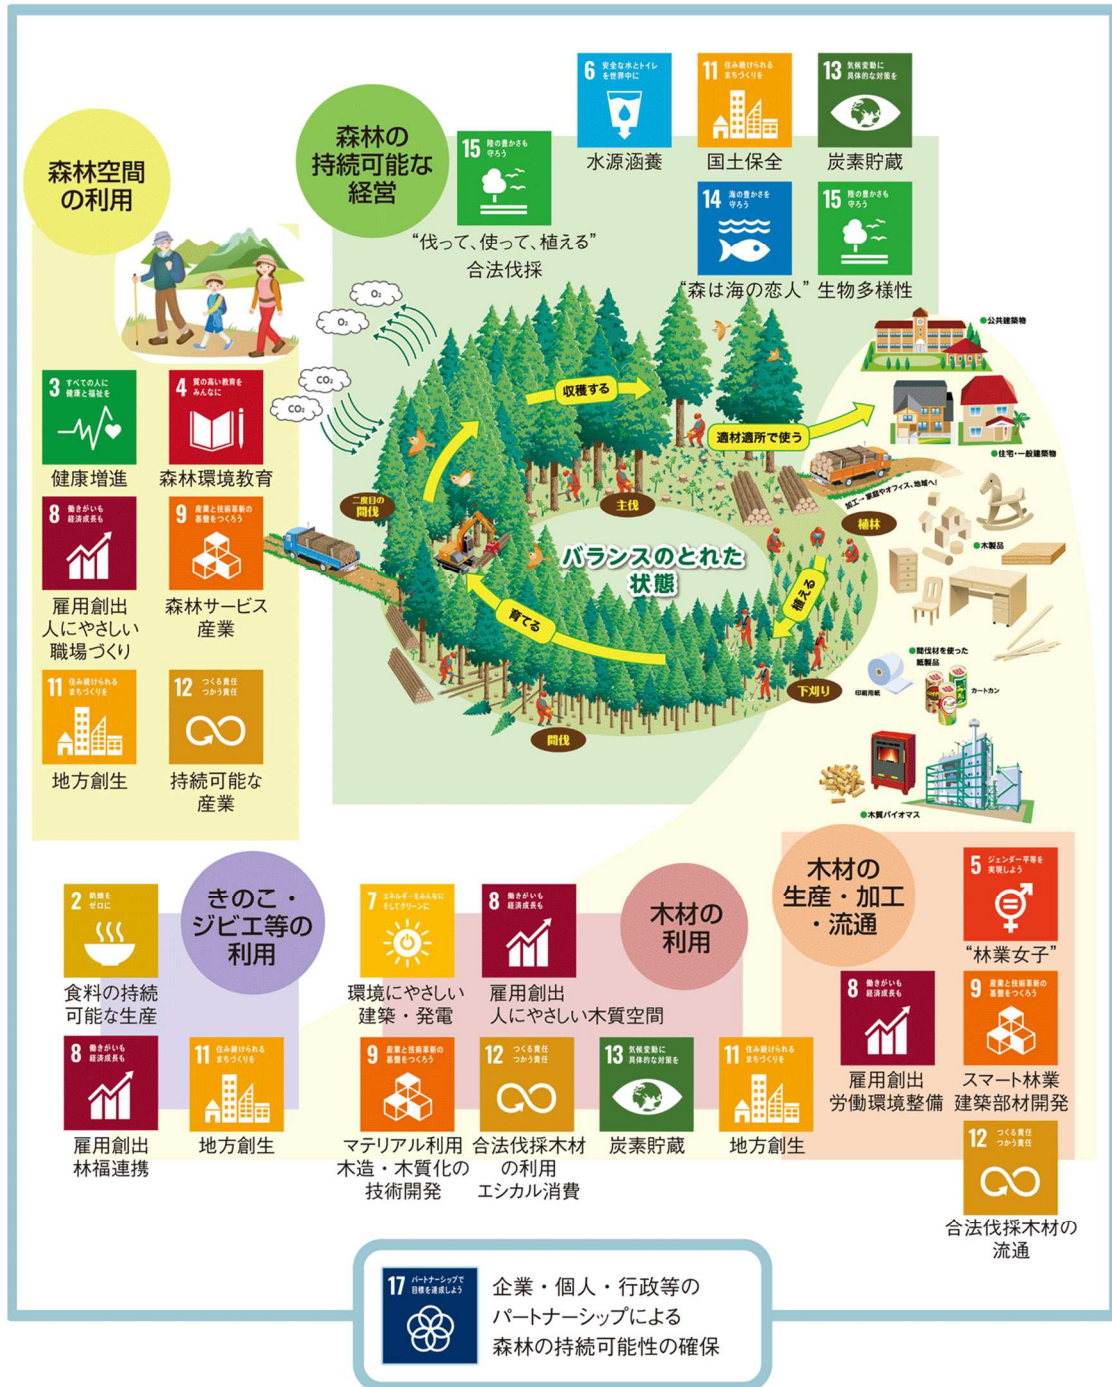 森林空間
の利用
森林の
持続可能な
経営
15 陸の豊かさも
守ろう
“伐って、使って、植える”
合法伐採
6 安全な水とトイレ
を世界中に
水源涵養
11 住み続けられる
まちづくりを
国土保全
13 気候変動に
具体的な対策を
炭素貯蔵
14 海の豊かさを
守ろう
“森は海の恋人”
15 陸の豊かさも
守ろう
生物多様性
3 すべての人に
健康と福祉を
健康増進
4 質の高い教育を
みんなに
森林環境教育
8 働きがいも
経済成長も
雇用創出
人にやさしい
職場づくり
9 産業と技術革新の
基盤をつくろう
森林サービス
産業
11 住み続けられる
まちづくりを
地方創生
12 つくる責任
つかう責任
持続可能な
産業
O₂
O₂
CO₂
CO₂
収穫する
適材適所で使う
二度目の
間伐
主伐
植林
バランスのとれた
状態
植える
育てる
下刈り
間伐
●公共建築物
●住宅・一般建築物
加工→家庭やオフィス、地域へ!
●木製品
●間伐材を使った
紙製品
印刷用紙
カートカン
●木質バイオマス
きのこ・
ジビエ等の
利用
2 飢餓を
ゼロに
食料の持続
可能な生産
8 働きがいも
経済成長も
雇用創出
林福連携
11 住み続けられる
まちづくりを
地方創生
木材の
利用
7 エネルギーをみんなに
そしてクリーンに
環境にやさしい
建築・発電
8 働きがいも
経済成長も
雇用創出
人にやさしい木質空間
9 産業と技術革新の
基盤をつくろう
マテリアル利用
木造・木質化の
技術開発
12 つくる責任
つかう責任
合法伐採木材
の利用
エシカル消費
13 気候変動に
具体的な対策を
炭素貯蔵
11 住み続けられる
まちづくりを
地方創生
木材の
生産・加工
・流通
5 ジェンダー平等を
実現しよう
“林業女子”
8 働きがいも
経済成長も
雇用創出
労働環境整備
9 産業と技術革新の
基盤をつくろう
スマート林業
建築部材開発
12 つくる責任
つかう責任
合法伐採木材の
流通
17 パートナーシップで
目標を達成しよう
企業・個人・行政等の
パートナーシップによる
森林の持続可能性の確保